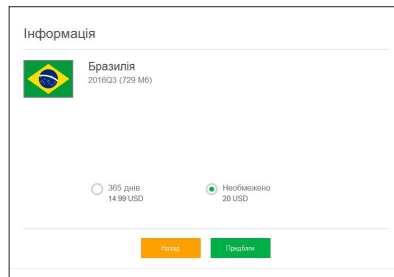 Інформація
Бразилія
2016Q3 (729 Мб)
365 днів
14.99 USD
Необмежено
20 USD
Назад
Придбати